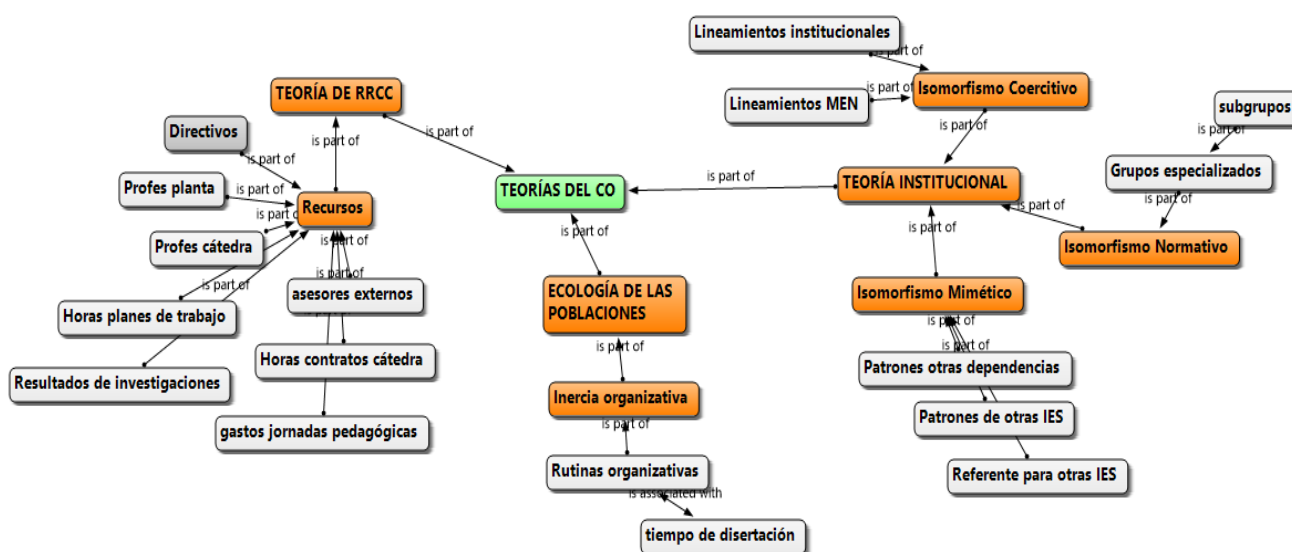 Lineamientos institucionales
is part of
TEORÍA DE RRCC
is part of
Isomorfismo Coercitivo
Lineamientos MEN
subgrupos
Directivos
is part of
is part of
is part of
is part of
is part of
Grupos especializados
Profes planta
is part of
TEORÍAS DEL CO
is part of
TEORÍA INSTITUCIONAL
is part of
Recursos
is part of
is part of
is part of
Profes cátedra
is part of
is part of
is part of
Isomorfismo Normativo
is part of
is part of
asesores externos
ECOLOGÍA DE LAS
POBLACIONES
Isomorfismo Mimético
Horas planes de trabajo
is part of
is part of
is part of
Horas contratos cátedra
Patrones otras dependencias
Resultados de investigaciones
Inercia organizativa
is part of
Patrones de otras IES
gastos jornadas pedagógicas
Rutinas organizativas
Referente para otras IES
is associated with
tiempo de disertación